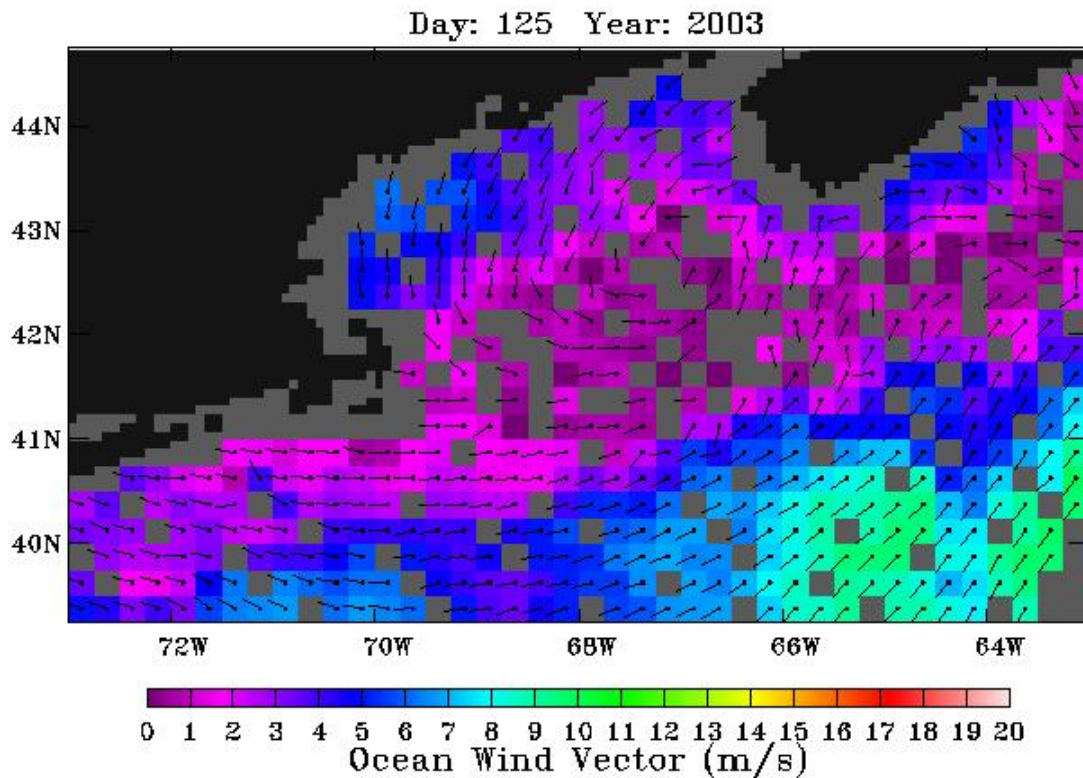 Day: 125 Year: 2003
44N
43N
42N
41N
40N
72W 70W 68W 66W 64W
0 1 2 3 4 5 6 7 8 9 10 11 12 13 14 15 16 17 18 19 20
Ocean Wind Vector (m/s)